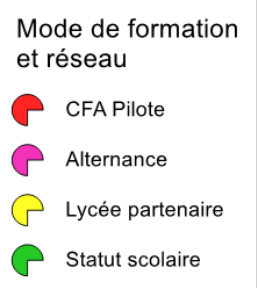 Mode de formation
et réseau
CFA Pilote
Alternance
Lycée partenaire
Statut scolaire